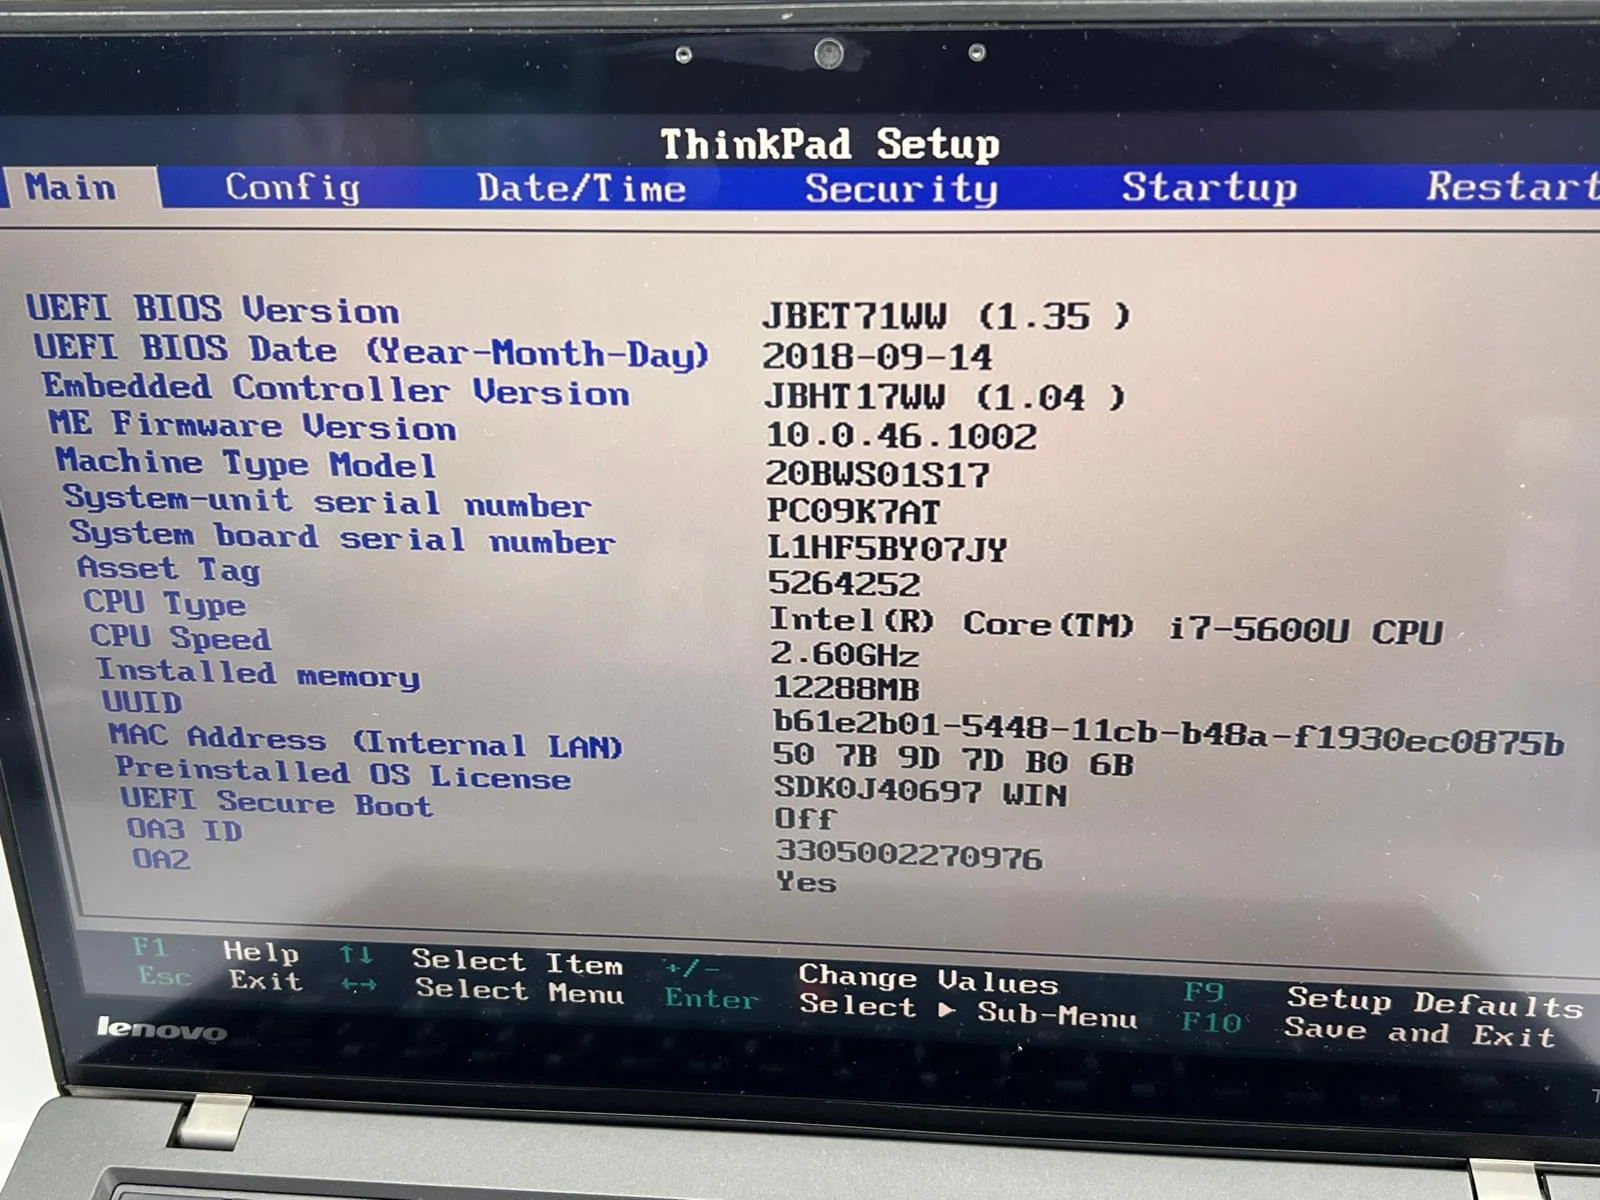 ThinkPad Setup
Main Config Date/Time Security Startup Restart
UEFI BIOS Version JBET71WW (1.35 )
UEFI BIOS Date (Year-Month-Day) 2018-09-14
Embedded Controller Version JBHT17WW (1.04 )
ME Firmware Version 10.0.46.1002
Machine Type Model 20BWS01S17
System-unit serial number PC09K7AT
System board serial number L1HF5BY07JY
Asset Tag 5264252
CPU Type Intel(R) Core(TM) i7-5600U CPU
CPU Speed 2.60GHz
Installed memory 12288MB
UUID b61e2b01-5448-11cb-b48a-f1930ec0875b
MAC Address (Internal LAN) 50 7B 9D 7D B0 6B
Preinstalled OS License SDK0J40697 WIN
UEFI Secure Boot Off
OA3 ID 3305002270976
OA2 Yes
F1 Help ↑↓ Select Item +/- Change Values F9 Setup Defaults
Esc Exit ←→ Select Menu Enter Select ▶ Sub-Menu F10 Save and Exit
lenovo